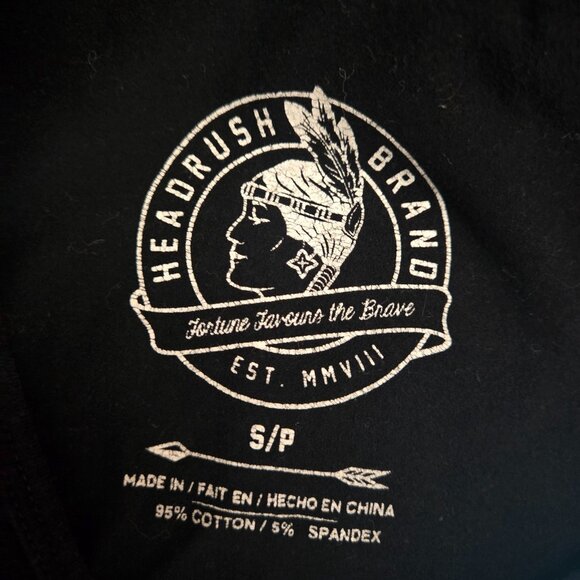 HEADRUSH BRAND
Fortune Favours the Brave
EST. MMVIII
S/P
MADE IN / FAIT EN / HECHO EN CHINA
95% COTTON / 5% SPANDEX